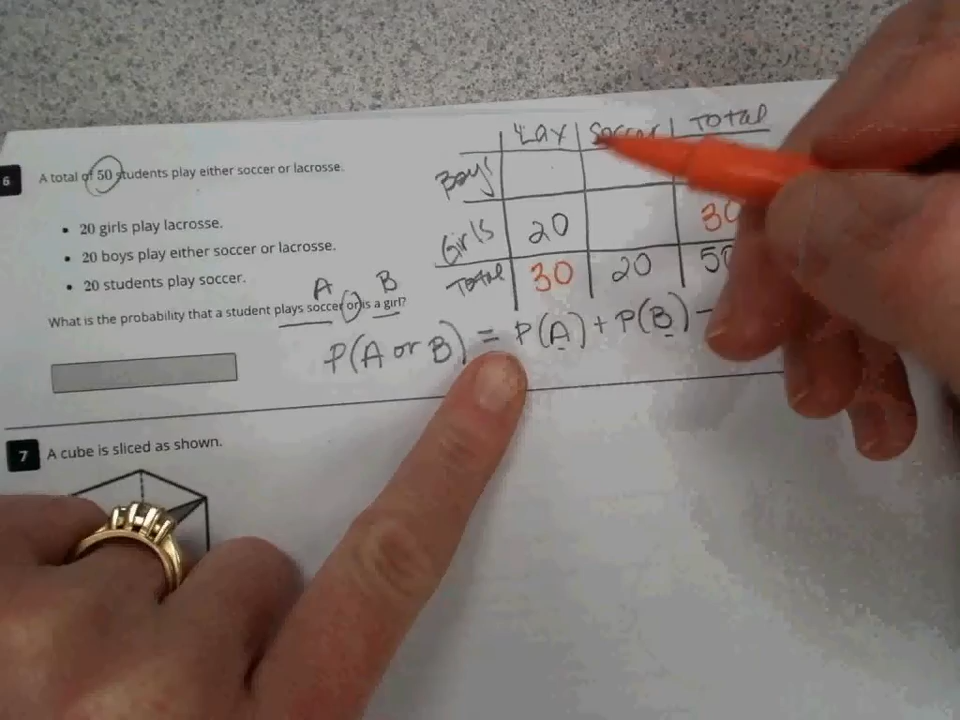 6 A total of 50 students play either soccer or lacrosse.
• 20 girls play lacrosse.
• 20 boys play either soccer or lacrosse.
• 20 students play soccer.
A B
What is the probability that a student plays soccer or is a girl?
Lax Soccer Total
Boys
Girls 20 30
Total 30 20 50
P(A or B) = P(A) + P(B) -
7 A cube is sliced as shown.